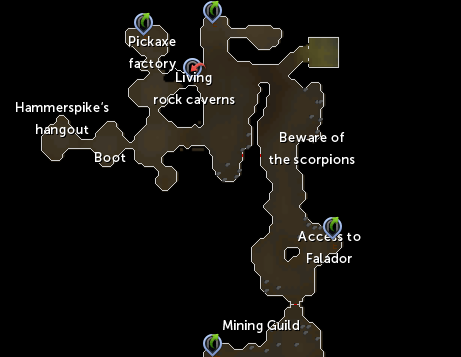 Pickaxe
factory
Living
rock caverns
Hammerspike's
hangout
Boot
Beware of
the scorpions
Access to
Falador
Mining Guild